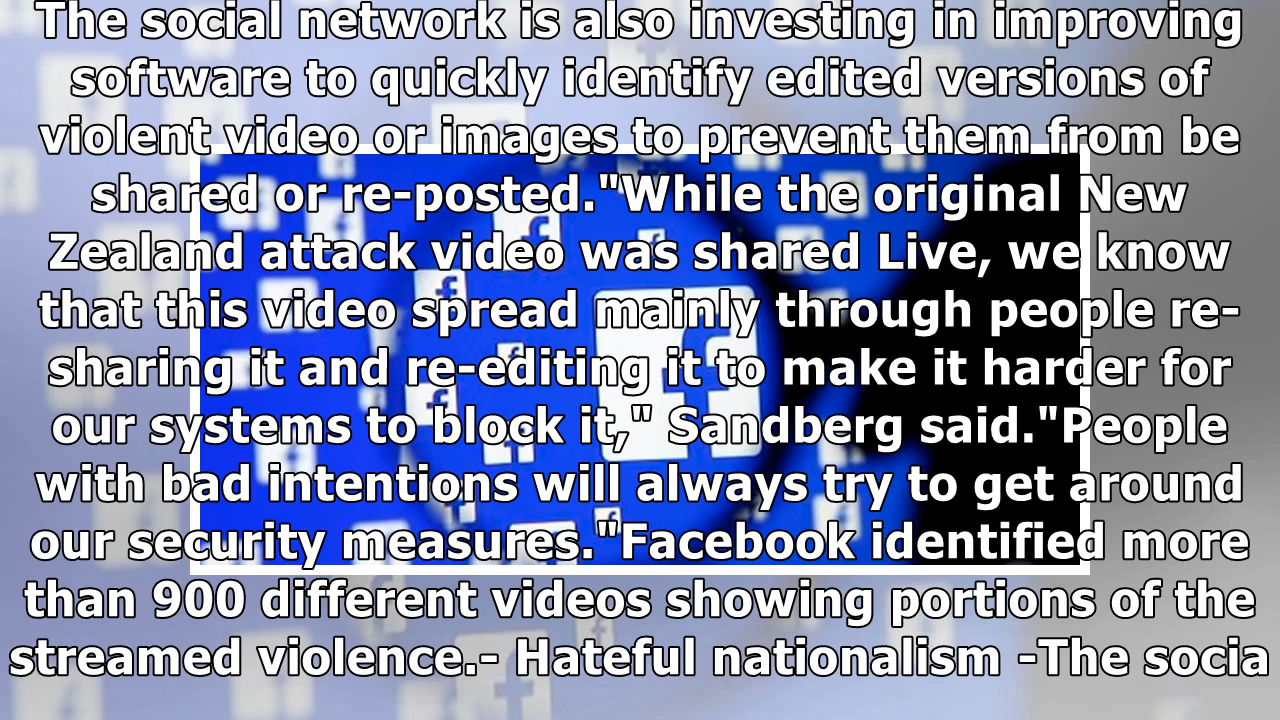 The social network is also investing in improving
software to quickly identify edited versions of
violent video or images to prevent them from be
shared or re-posted."While the original New
Zealand attack video was shared Live, we know
that this video spread mainly through people re-
sharing it and re-editing it to make it harder for
our systems to block it," Sandberg said."People
with bad intentions will always try to get around
our security measures."Facebook identified more
than 900 different videos showing portions of the
streamed violence.- Hateful nationalism -The socia